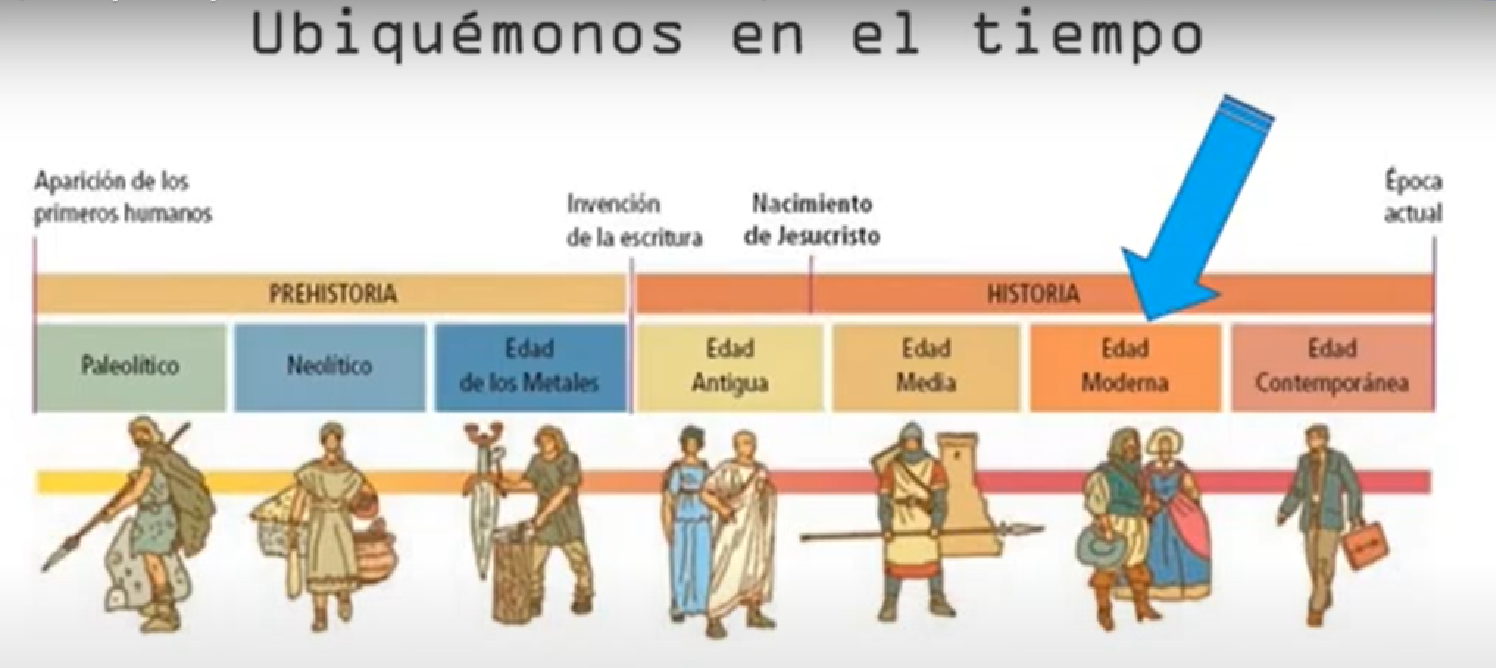 Ubiquémonos en el tiempo
Aparición de los
primeros humanos
Invención
de la escritura
Nacimiento
de Jesucristo
Época
actual
PREHISTORIA
HISTORIA
Paleolítico
Neolítico
Edad
de los Metales
Edad
Antigua
Edad
Media
Edad
Moderna
Edad
Contemporánea